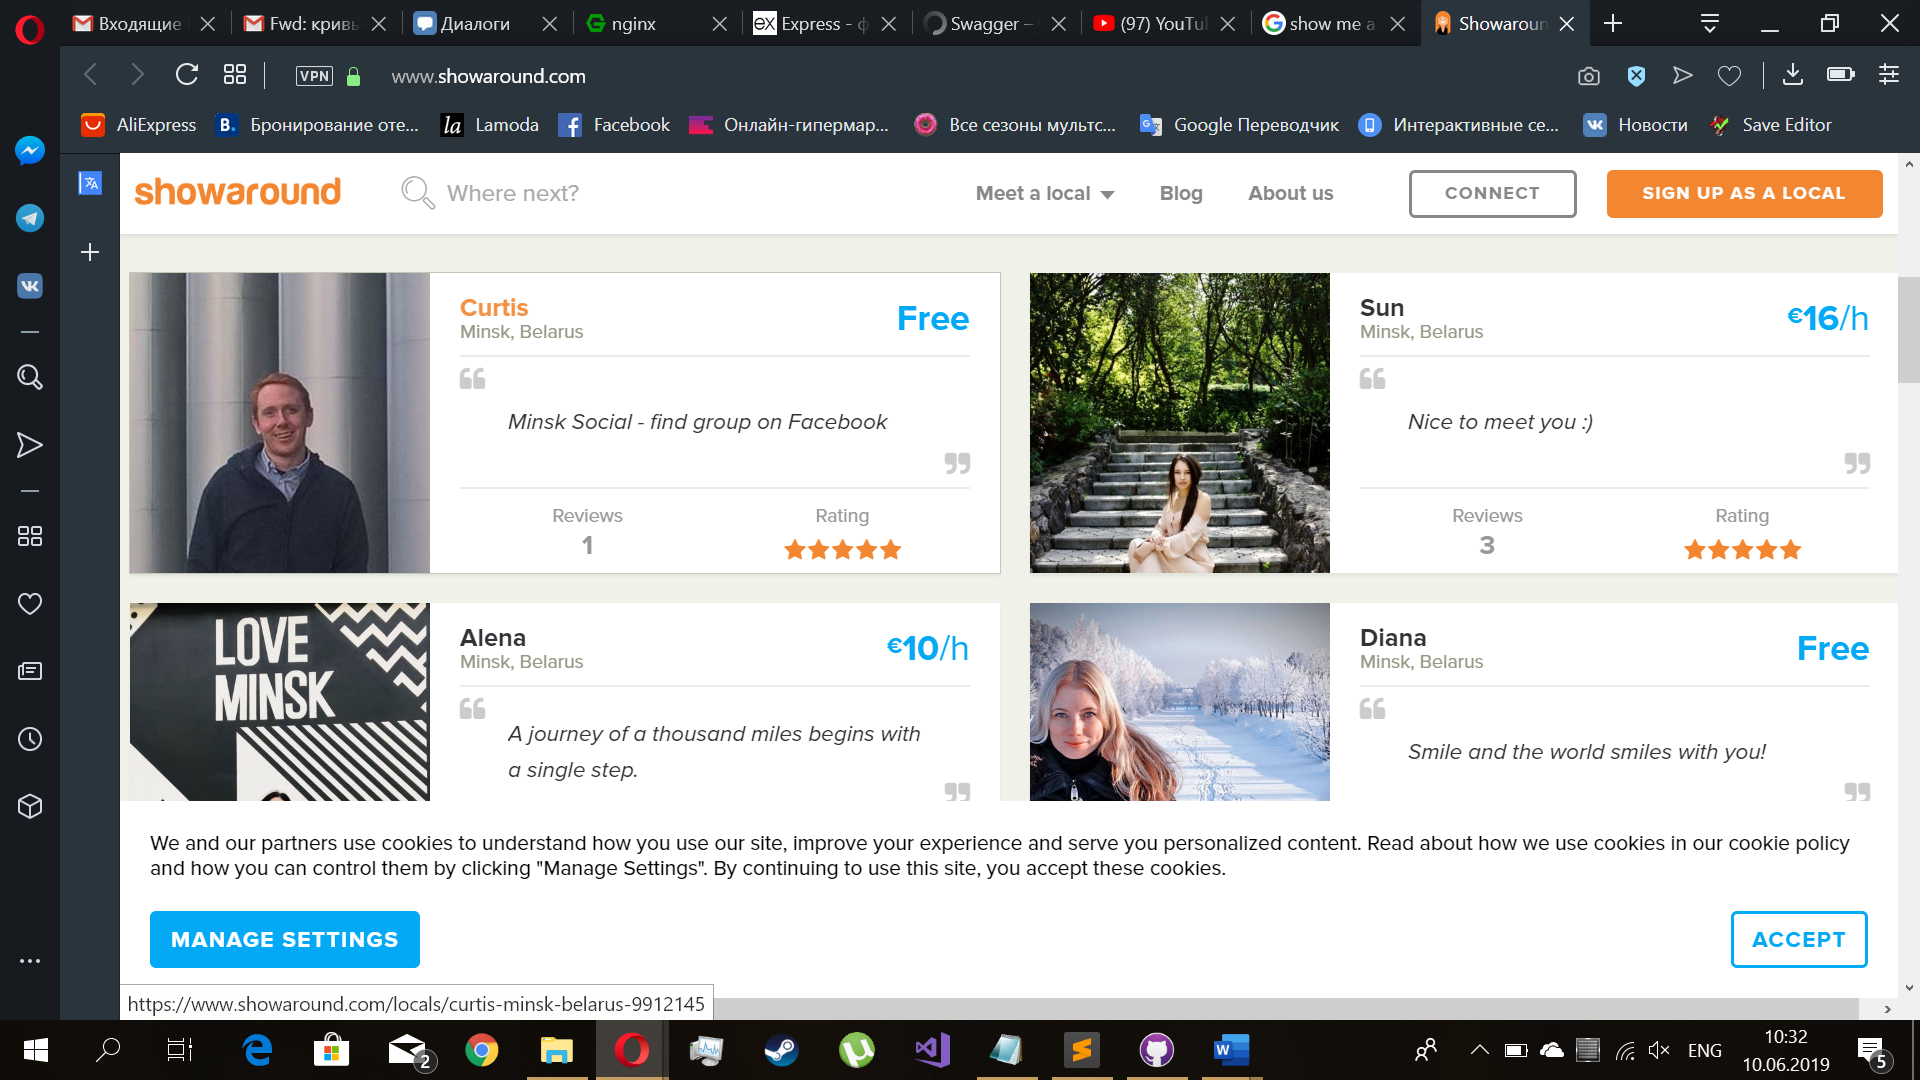 Входящие
Fwd: кривь
Диалоги
nginx
Express - ф
Swagger –
(97) YouTu
show me a
Showaroun
VPN
www.showaround.com
AliExpress
B. Бронирование оте...
la Lamoda
Facebook
Онлайн-гипермар...
Все сезоны мультс...
Google Переводчик
Интерактивные се...
Новости
Save Editor
showaround
Where next?
Meet a local
Blog
About us
CONNECT
SIGN UP AS A LOCAL
Curtis
Minsk, Belarus
Free
Minsk Social - find group on Facebook
Reviews
1
Rating
Sun
Minsk, Belarus
€16/h
Nice to meet you :)
Reviews
3
Rating
LOVE
MINSK
Alena
Minsk, Belarus
€10/h
A journey of a thousand miles begins with
a single step.
Diana
Minsk, Belarus
Free
Smile and the world smiles with you!
We and our partners use cookies to understand how you use our site, improve your experience and serve you personalized content. Read about how we use cookies in our cookie policy
and how you can control them by clicking "Manage Settings". By continuing to use this site, you accept these cookies.
MANAGE SETTINGS
ACCEPT
https://www.showaround.com/locals/curtis-minsk-belarus-9912145
2
ENG
10:32
10.06.2019
5